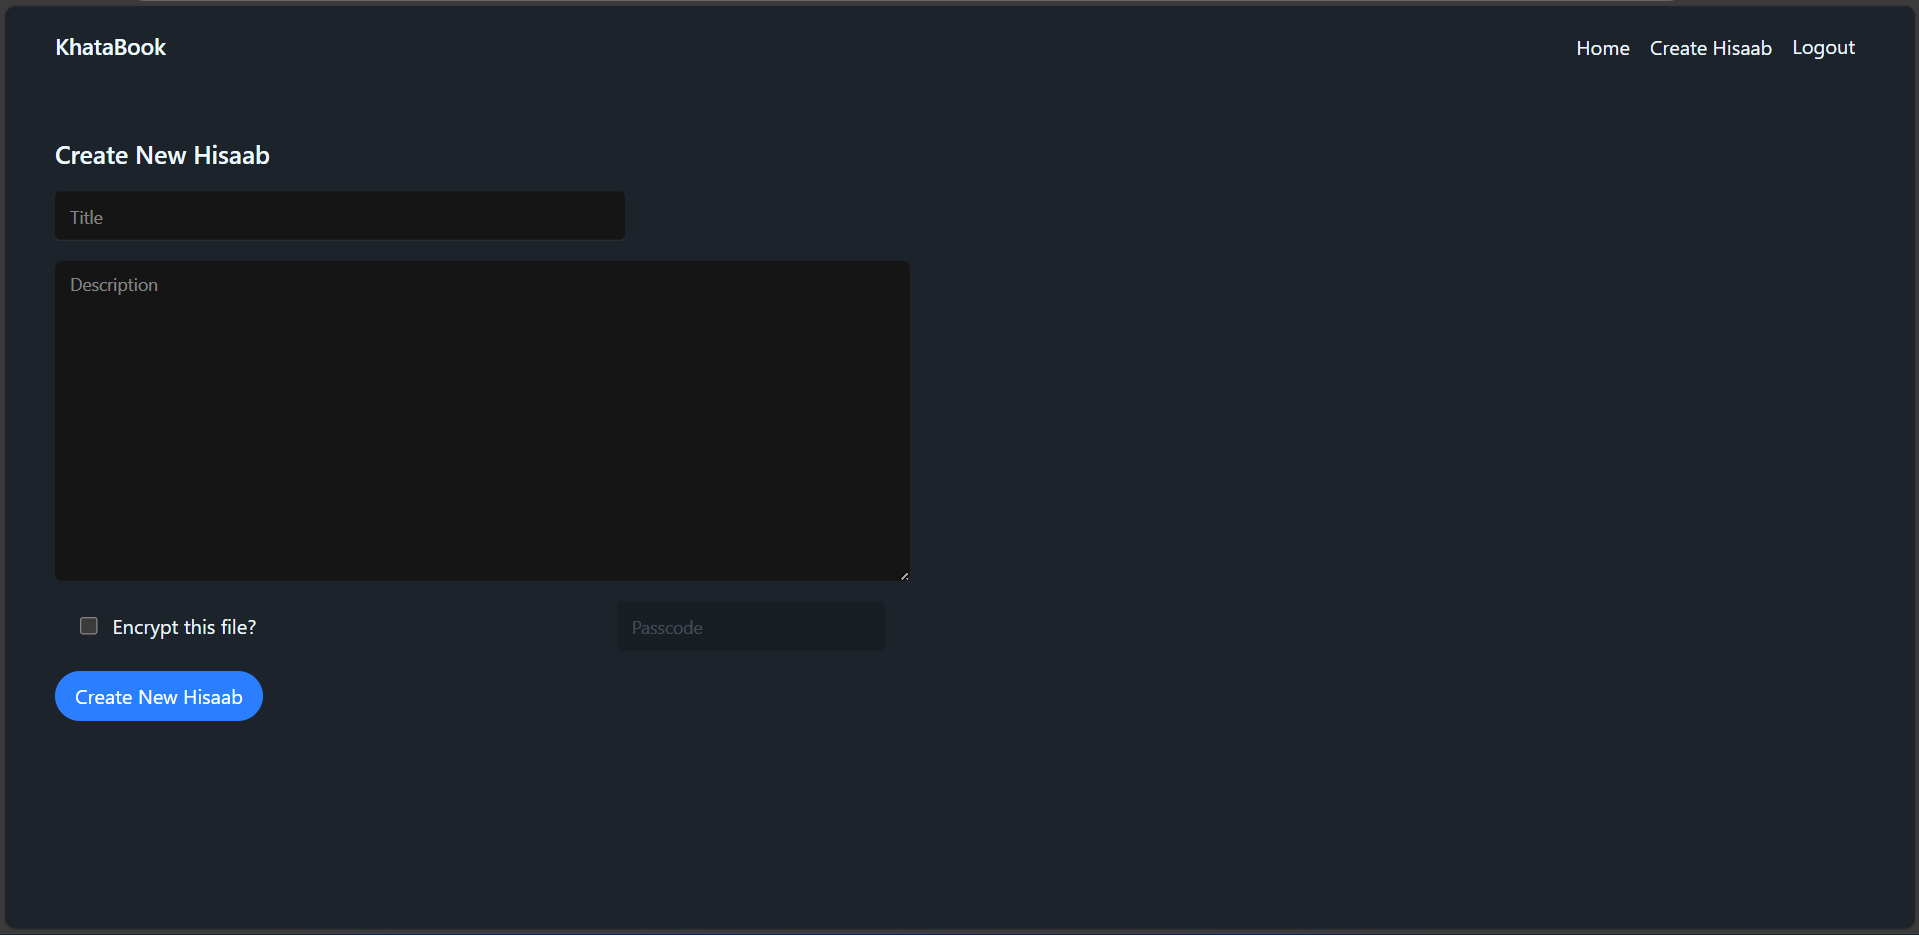 KhataBook
Home Create Hisaab Logout
Create New Hisaab
Title
Description
Encrypt this file? Passcode
Create New Hisaab